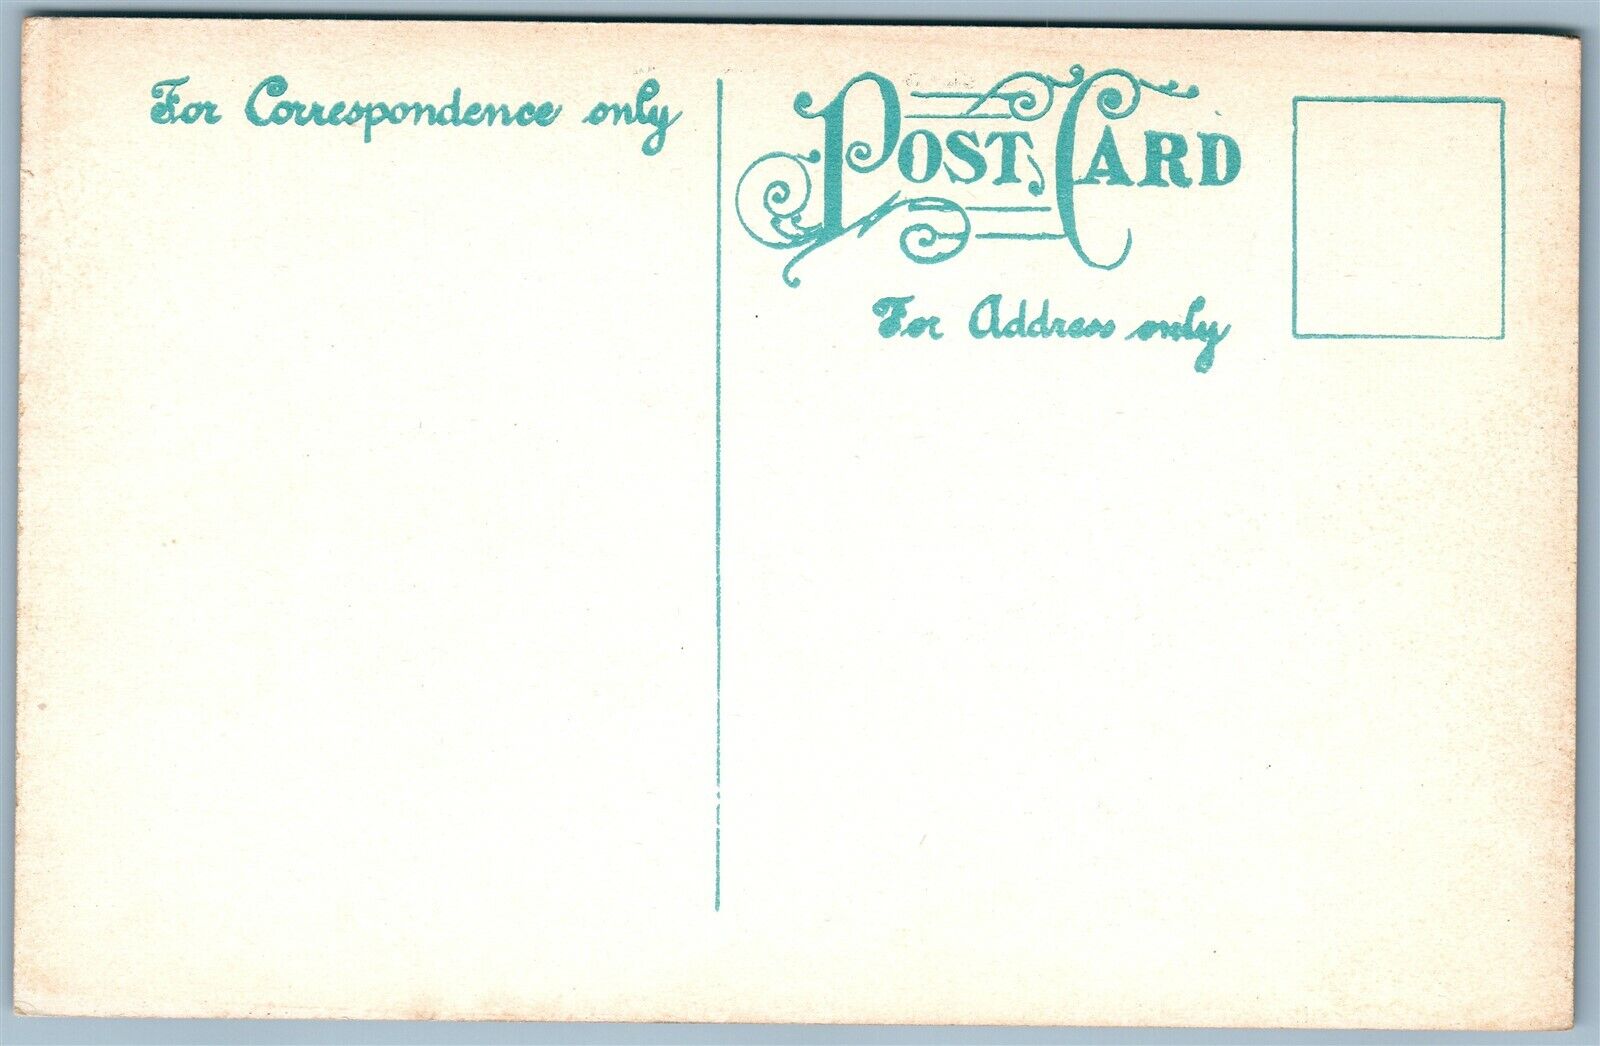 For Correspondence only
POST CARD
For Address only